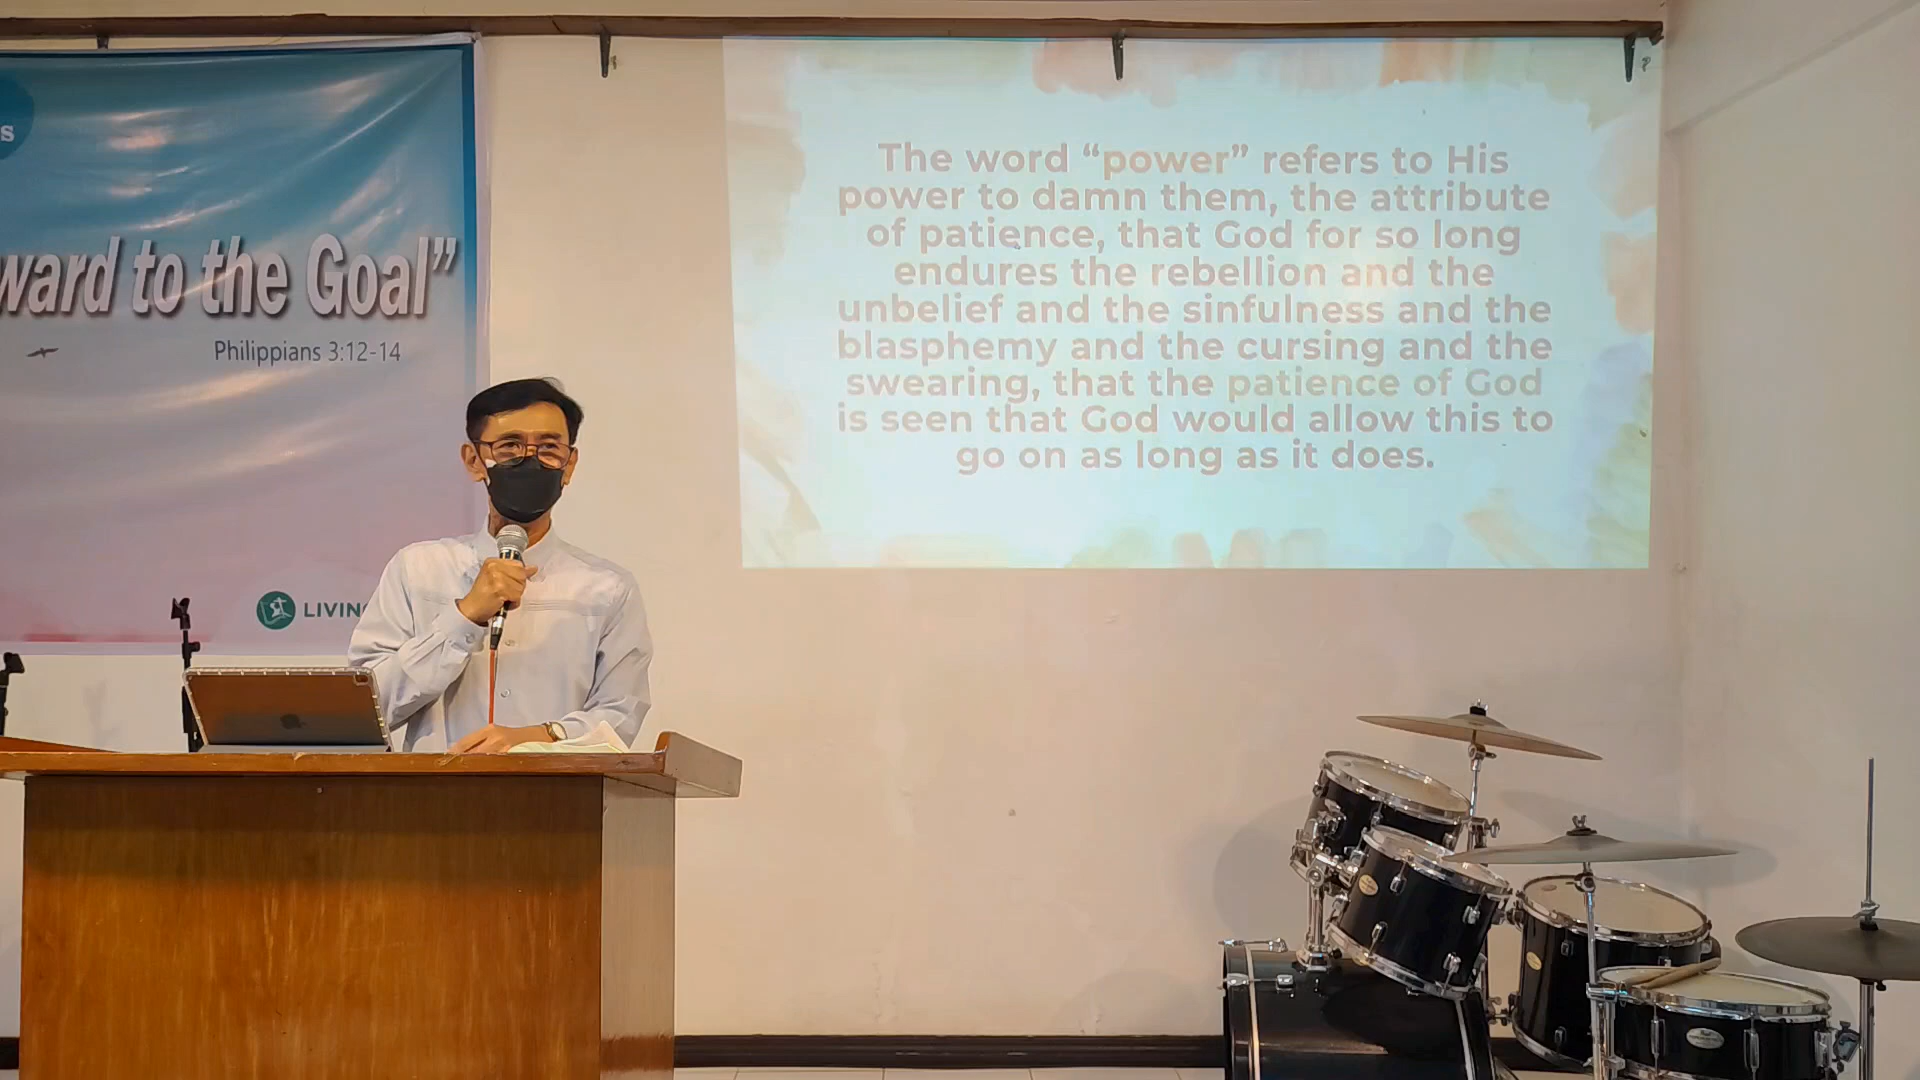 s
ward to the Goal”
Philippians 3:12-14
LIVIN
The word “power” refers to His
power to damn them, the attribute
of patience, that God for so long
endures the rebellion and the
unbelief and the sinfulness and the
blasphemy and the cursing and the
swearing, that the patience of God
is seen that God would allow this to
go on as long as it does.